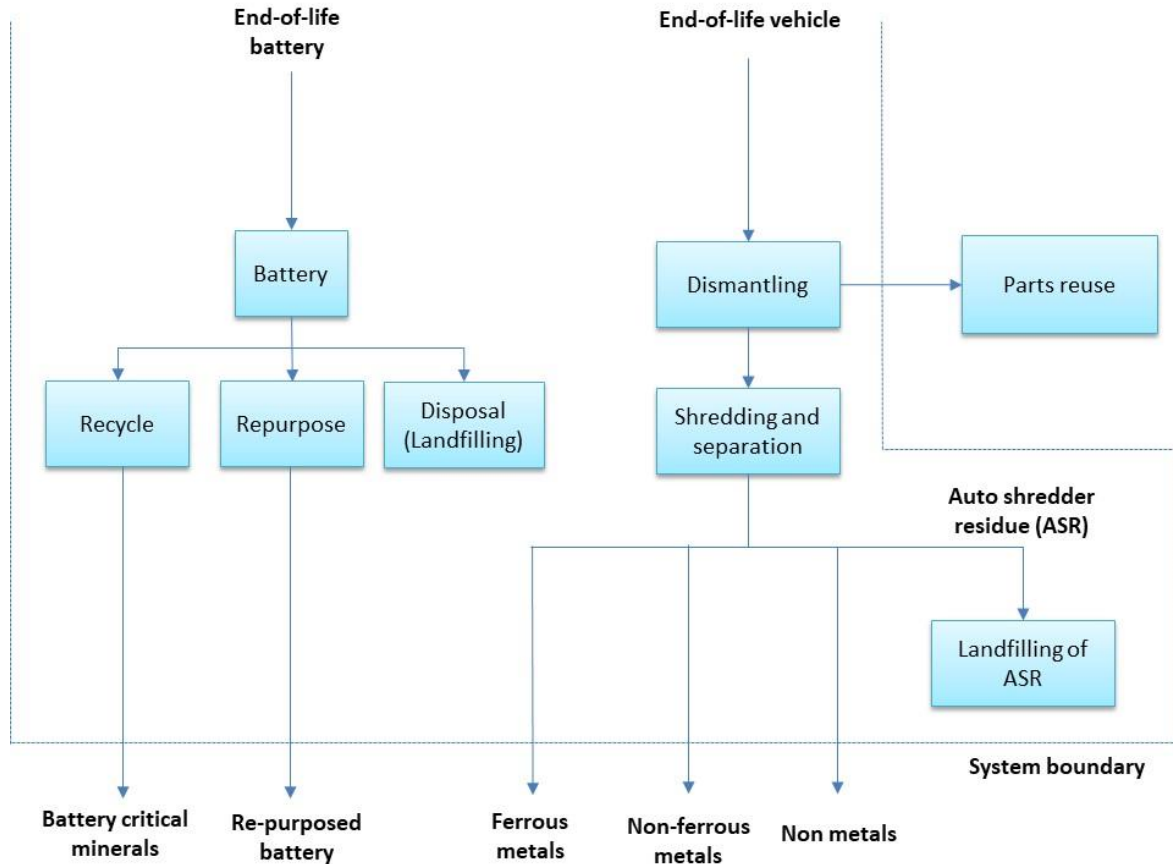 End-of-life
battery
End-of-life vehicle
Battery
Dismantling
Parts reuse
Recycle
Repurpose
Disposal
(Landfilling)
Shredding and
separation
Auto shredder
residue (ASR)
Landfilling of
ASR
System boundary
Battery critical
minerals
Re-purposed
battery
Ferrous
metals
Non-ferrous
metals
Non metals